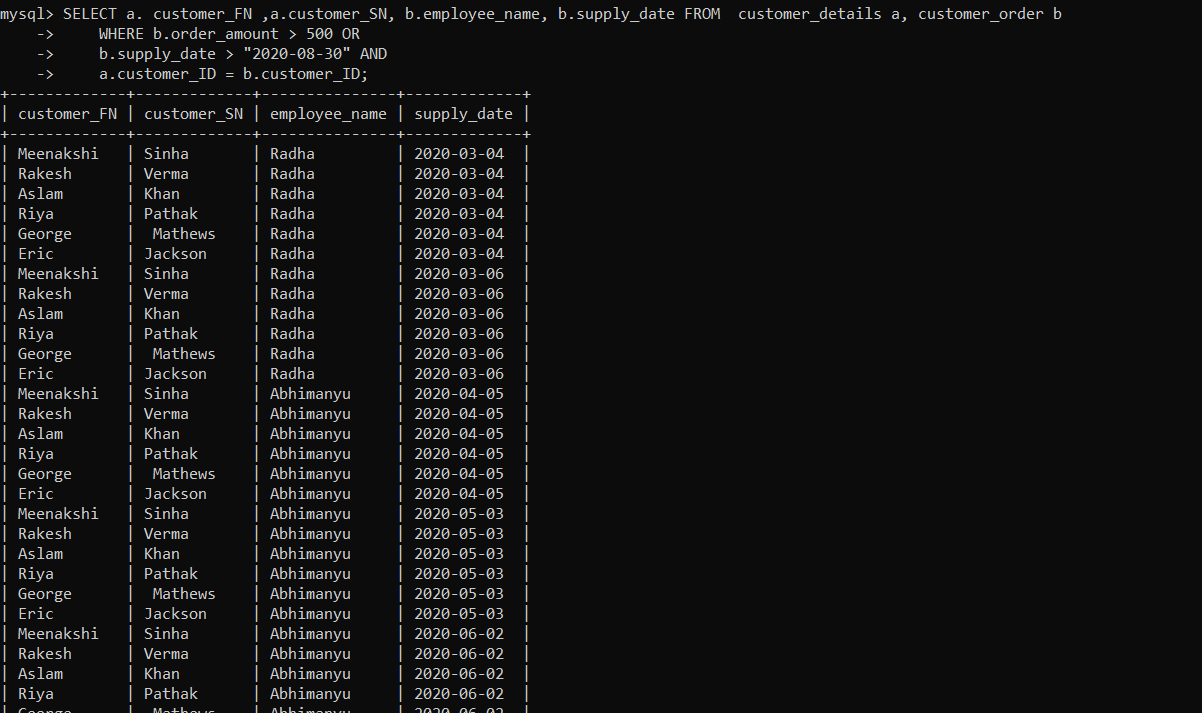 mysql> SELECT a. customer_FN ,a.customer_SN, b.employee_name, b.supply_date FROM  customer_details a, customer_order b
    ->     WHERE b.order_amount > 500 OR
    ->     b.supply_date > "2020-08-30" AND
    ->     a.customer_ID = b.customer_ID;
+-------------+-------------+---------------+-------------+
| customer_FN | customer_SN | employee_name | supply_date |
+-------------+-------------+---------------+-------------+
| Meenakshi   | Sinha       | Radha         | 2020-03-04  |
| Rakesh      | Verma       | Radha         | 2020-03-04  |
| Aslam       | Khan        | Radha         | 2020-03-04  |
| Riya        | Pathak      | Radha         | 2020-03-04  |
| George      |  Mathews    | Radha         | 2020-03-04  |
| Eric        | Jackson     | Radha         | 2020-03-04  |
| Meenakshi   | Sinha       | Radha         | 2020-03-06  |
| Rakesh      | Verma       | Radha         | 2020-03-06  |
| Aslam       | Khan        | Radha         | 2020-03-06  |
| Riya        | Pathak      | Radha         | 2020-03-06  |
| George      |  Mathews    | Radha         | 2020-03-06  |
| Eric        | Jackson     | Radha         | 2020-03-06  |
| Meenakshi   | Sinha       | Abhimanyu     | 2020-04-05  |
| Rakesh      | Verma       | Abhimanyu     | 2020-04-05  |
| Aslam       | Khan        | Abhimanyu     | 2020-04-05  |
| Riya        | Pathak      | Abhimanyu     | 2020-04-05  |
| George      |  Mathews    | Abhimanyu     | 2020-04-05  |
| Eric        | Jackson     | Abhimanyu     | 2020-04-05  |
| Meenakshi   | Sinha       | Abhimanyu     | 2020-05-03  |
| Rakesh      | Verma       | Abhimanyu     | 2020-05-03  |
| Aslam       | Khan        | Abhimanyu     | 2020-05-03  |
| Riya        | Pathak      | Abhimanyu     | 2020-05-03  |
| George      |  Mathews    | Abhimanyu     | 2020-05-03  |
| Eric        | Jackson     | Abhimanyu     | 2020-05-03  |
| Meenakshi   | Sinha       | Abhimanyu     | 2020-06-02  |
| Rakesh      | Verma       | Abhimanyu     | 2020-06-02  |
| Aslam       | Khan        | Abhimanyu     | 2020-06-02  |
| Riya        | Pathak      | Abhimanyu     | 2020-06-02  |
| George      |  Mathews    | Abhimanyu     | 2020-06-02  |